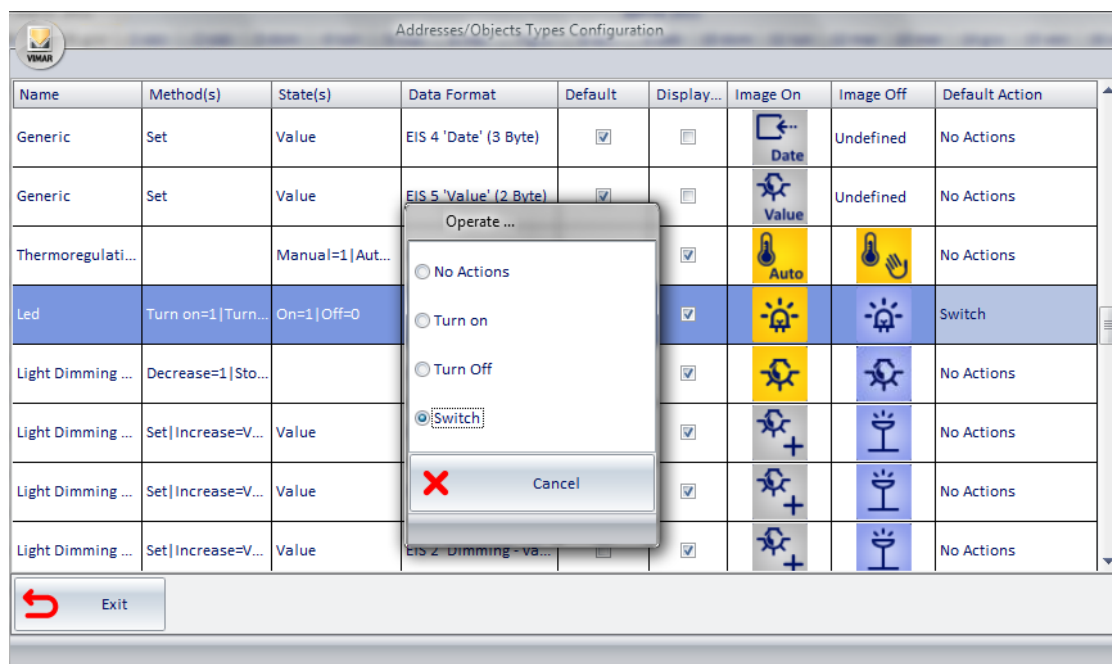 Addresses/Objects Types Configuration
VIMAR
Name Method(s) State(s) Data Format Default Display... Image On Image Off Default Action
Generic Set Value EIS 4 'Date' (3 Byte) Date Undefined No Actions
Generic Set Value EIS 5 'Value' (2 Byte) Value Undefined No Actions
Operate ...
Thermoregulati... Manual=1|Aut... Auto No Actions
No Actions
Led Turn on=1|Turn... On=1|Off=0 Switch
Turn on
Light Dimming ... Decrease=1|Sto... No Actions
Turn Off
Light Dimming ... Set|Increase=V... Value No Actions
Switch
Light Dimming ... Set|Increase=V... Value No Actions
Cancel
Light Dimming ... Set|Increase=V... Value EIS 2 'Dimming - va... No Actions
Exit